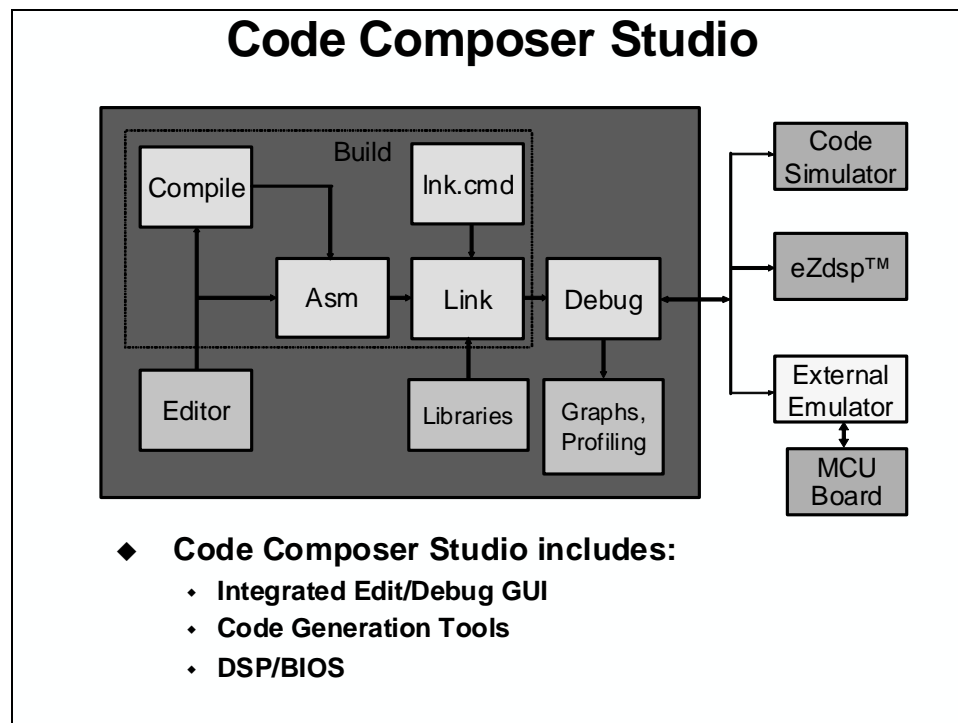 Code Composer Studio
Build
Compile
lnk.cmd
Asm
Link
Debug
Editor
Libraries
Graphs,
Profiling
Code
Simulator
eZdsp™
External
Emulator
MCU
Board
Code Composer Studio includes:
Integrated Edit/Debug GUI
Code Generation Tools
DSP/BIOS